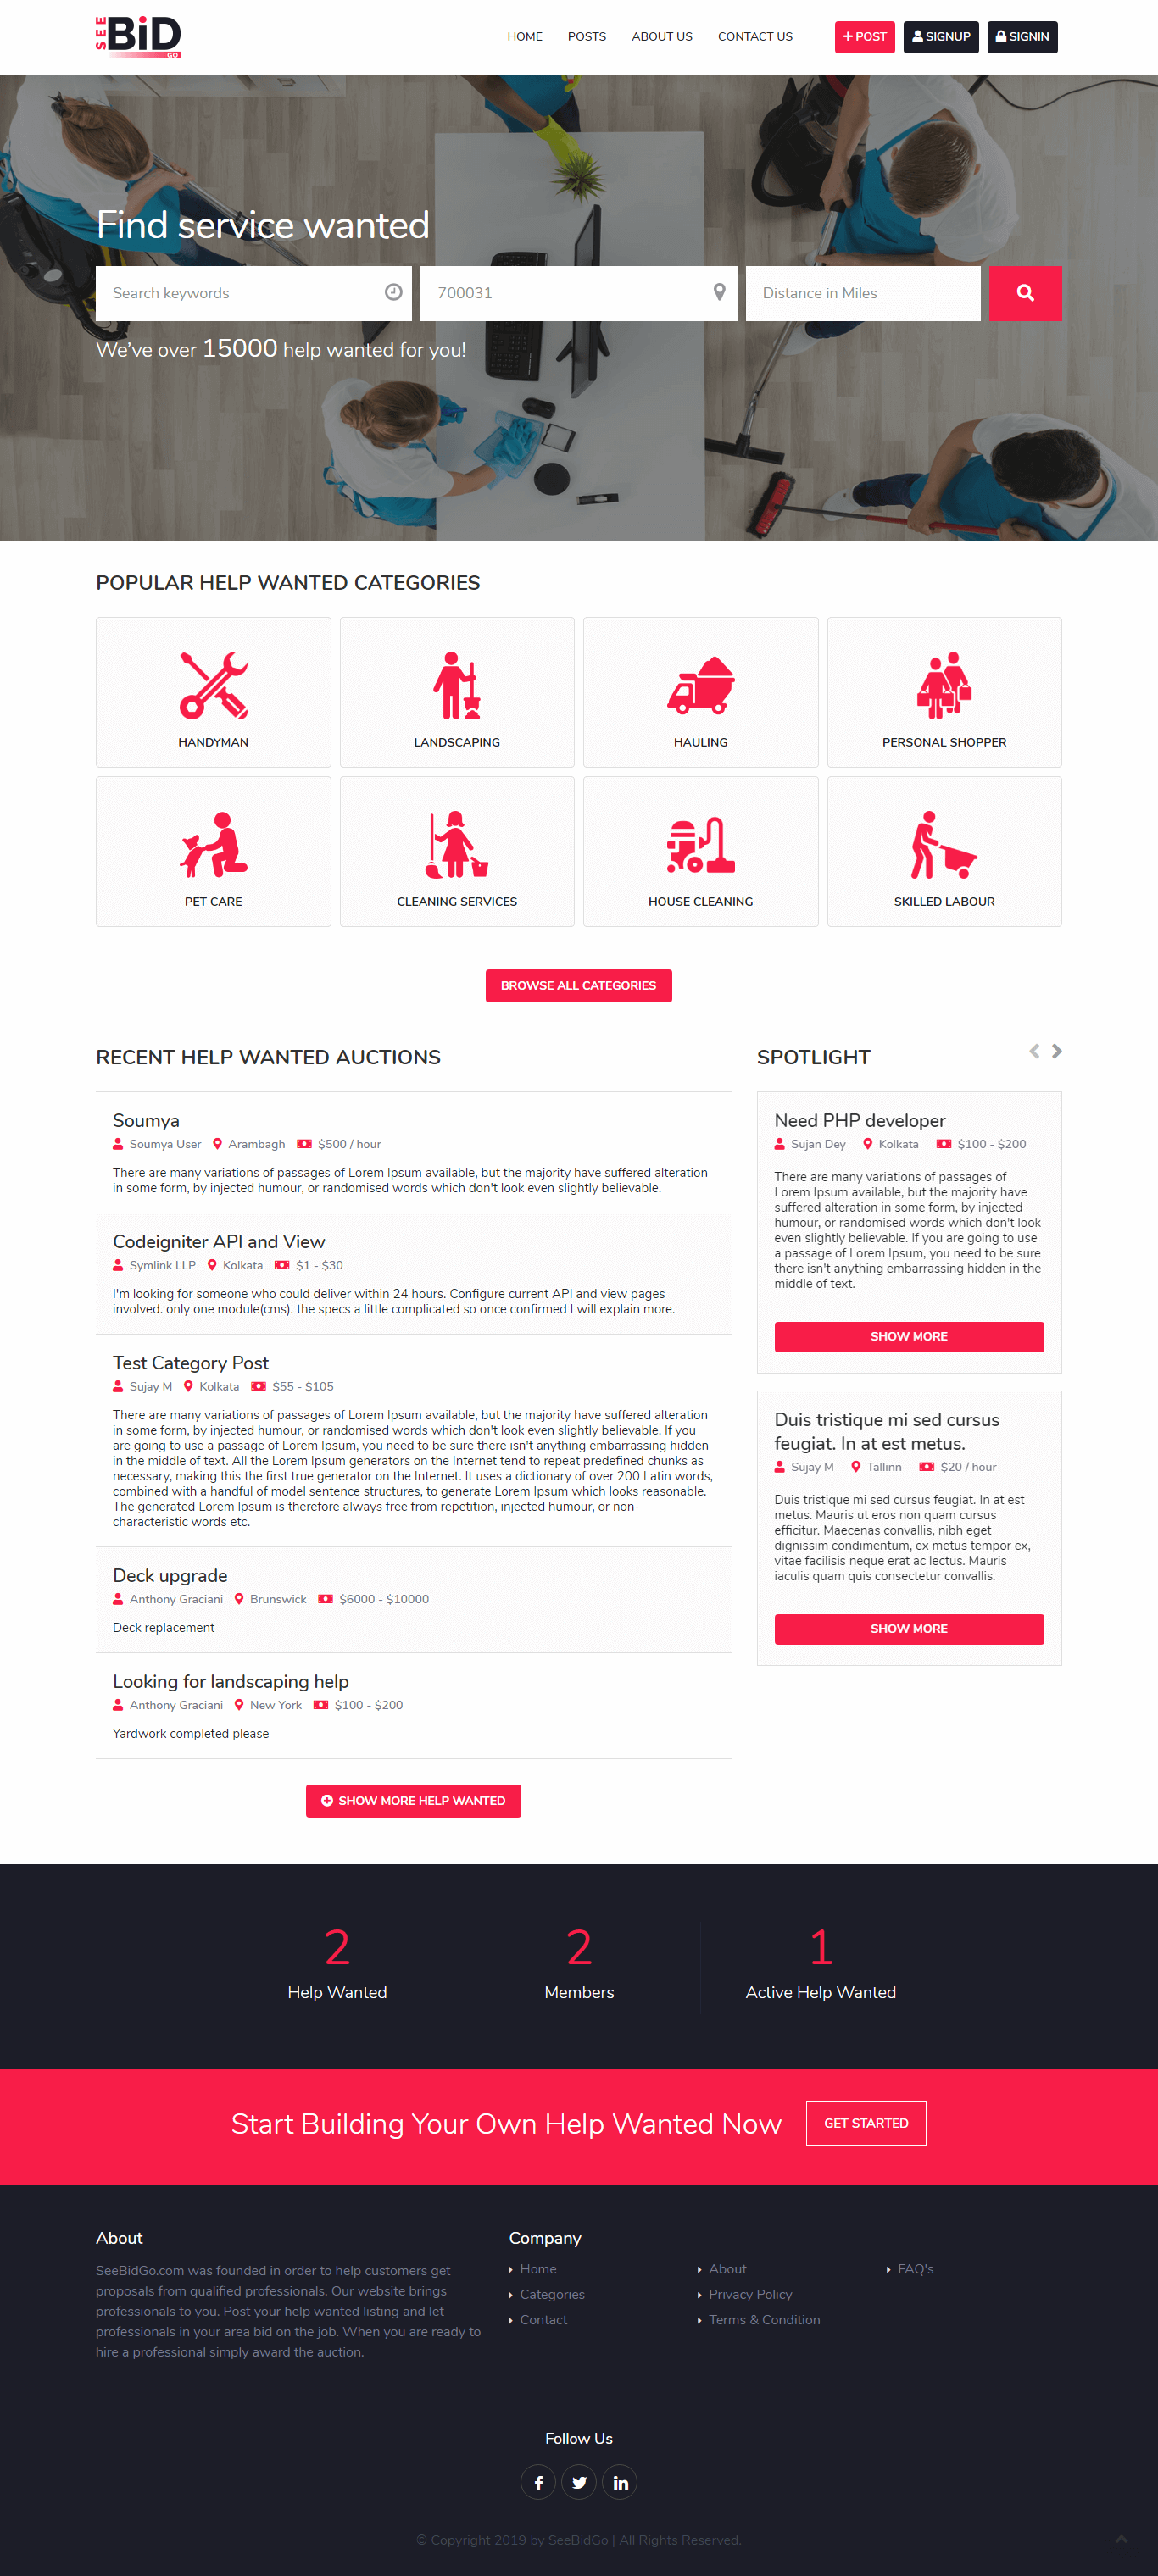 SEE
BiD
GO
HOME POSTS ABOUT US CONTACT US POST SIGNUP SIGNIN
Find service wanted
Search keywords 700031 Distance in Miles
We've over 15000 help wanted for you!
POPULAR HELP WANTED CATEGORIES
HANDYMAN LANDSCAPING HAULING PERSONAL SHOPPER
PET CARE CLEANING SERVICES HOUSE CLEANING SKILLED LABOUR
BROWSE ALL CATEGORIES
RECENT HELP WANTED AUCTIONS
Soumya
Soumya User Arambagh $500 / hour
There are many variations of passages of Lorem Ipsum available, but the majority have suffered alteration
in some form, by injected humour, or randomised words which don't look even slightly believable.
Codeigniter API and View
Symlink LLP Kolkata $1 - $30
I'm looking for someone who could deliver within 24 hours. Configure current API and view pages
involved. only one module(cms). the specs a little complicated so once confirmed I will explain more.
Test Category Post
Sujay M Kolkata $55 - $105
There are many variations of passages of Lorem Ipsum available, but the majority have suffered alteration
in some form, by injected humour, or randomised words which don't look even slightly believable. If you
are going to use a passage of Lorem Ipsum, you need to be sure there isn't anything embarrassing hidden
in the middle of text. All the Lorem Ipsum generators on the Internet tend to repeat predefined chunks as
necessary, making this the first true generator on the Internet. It uses a dictionary of over 200 Latin words,
combined with a handful of model sentence structures, to generate Lorem Ipsum which looks reasonable.
The generated Lorem Ipsum is therefore always free from repetition, injected humour, or non-
characteristic words etc.
Deck upgrade
Anthony Graciani Brunswick $6000 - $10000
Deck replacement
Looking for landscaping help
Anthony Graciani New York $100 - $200
Yardwork completed please
SHOW MORE HELP WANTED
SPOTLIGHT
Need PHP developer
Sujan Dey Kolkata $100 - $200
There are many variations of passages of
Lorem Ipsum available, but the majority have
suffered alteration in some form, by injected
humour, or randomised words which don't look
even slightly believable. If you are going to use
a passage of Lorem Ipsum, you need to be sure
there isn't anything embarrassing hidden in the
middle of text.
SHOW MORE
Duis tristique mi sed cursus
feugiat. In at est metus.
Sujay M Tallinn $20 / hour
Duis tristique mi sed cursus feugiat. In at est
metus. Mauris ut eros non quam cursus
efficitur. Maecenas convallis, nibh eget
dignissim condimentum, ex metus tempor ex,
vitae facilisis neque erat ac lectus. Mauris
iaculis quam quis consectetur convallis.
SHOW MORE
2 2 1
Help Wanted Members Active Help Wanted
Start Building Your Own Help Wanted Now GET STARTED
About
SeeBidGo.com was founded in order to help customers get
proposals from qualified professionals. Our website brings
professionals to you. Post your help wanted listing and let
professionals in your area bid on the job. When you are ready to
hire a professional simply award the auction.
Company
Home About FAQ's
Categories Privacy Policy
Contact Terms & Condition
Follow Us
© Copyright 2019 by SeeBidGo | All Rights Reserved.